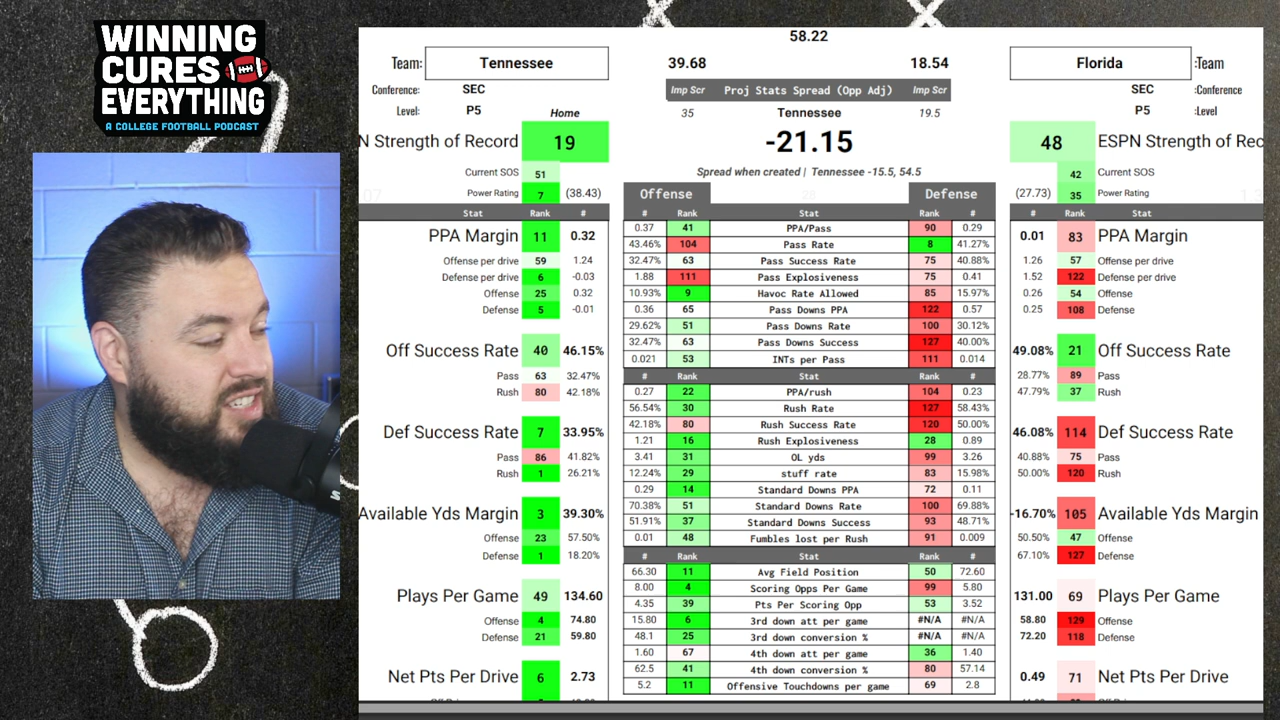 WINNING
CURES
EVERYTHING
A COLLEGE FOOTBALL PODCAST
58.22
Team: Tennessee 39.68 18.54 Florida :Team
Conference: SEC Imp Scr Proj Stats Spread (Opp Adj) Imp Scr SEC :Conference
Level: P5 Home 35 Tennessee 19.5 P5 :Level
N Strength of Record 19 -21.15 48 ESPN Strength of Rec
Current SOS 51 Spread when created | Tennessee -15.5, 54.5 42 Current SOS
Power Rating 7 (38.43) Offense 28 Defense (27.73) 35 Power Rating
Stat Rank # # Rank Stat Rank # # Rank Stat
PPA Margin 11 0.32 0.01 83 PPA Margin
Offensive per drive 59 1.24 1.26 57 Offensive per drive
Defense per drive 6 -0.03 1.52 122 Defense per drive
Offense 25 0.32 0.26 54 Offense
Defense 5 -0.01 0.25 108 Defense
0.37 41 PPA/Pass 90 0.29
43.46% 104 Pass Rate 8 41.27%
32.47% 63 Pass Success Rate 75 40.88%
1.88 111 Pass Explosiveness 75 0.41
10.93% 9 Havoc Rate Allowed 85 15.97%
0.36 65 Pass Downs PPA 122 0.57
29.62% 51 Pass Downs Rate 100 30.12%
32.47% 63 Pass Downs Success 127 40.00%
0.021 53 INTs per Pass 111 0.014
Off Success Rate 40 46.15% 49.08% 21 Off Success Rate
Pass 63 32.47% 28.77% 89 Pass
Rush 80 42.18% 47.79% 37 Rush
# Rank Stat Rank #
0.27 22 PPA/rush 104 0.23
56.54% 30 Rush Rate 127 58.43%
42.18% 80 Rush Success Rate 120 50.00%
1.21 16 Rush Explosiveness 28 0.89
3.41 31 OL yds 99 3.26
12.24% 29 stuff rate 83 15.98%
0.29 14 Standard Downs PPA 72 0.11
70.38% 51 Standard Downs Rate 100 69.88%
51.91% 37 Standard Downs Success 93 48.71%
0.01 48 Fumbles lost per Rush 91 0.009
Def Success Rate 7 33.95% 46.08% 114 Def Success Rate
Pass 86 41.82% 40.88% 75 Pass
Rush 1 26.21% 50.00% 120 Rush
Available Yds Margin 3 39.30% -16.70% 105 Available Yds Margin
Offense 23 57.50% 50.50% 47 Offense
Defense 1 18.20% 67.10% 127 Defense
# Rank Stat Rank #
66.30 11 Avg Field Position 50 72.60
8.00 4 Scoring Opps Per Game 99 5.80
4.35 39 Pts Per Scoring Opp 53 3.52
15.80 6 3rd down att per game #N/A #N/A
48.1 25 3rd down conversion % #N/A #N/A
1.60 67 4th down att per game 36 1.40
62.5 41 4th down conversion % 80 57.14
5.2 11 Offensive Touchdowns per game 69 2.8
Plays Per Game 49 134.60 131.00 69 Plays Per Game
Offense 4 74.80 58.80 129 Offense
Defense 21 59.80 72.20 118 Defense
Net Pts Per Drive 6 2.73 0.49 71 Net Pts Per Drive